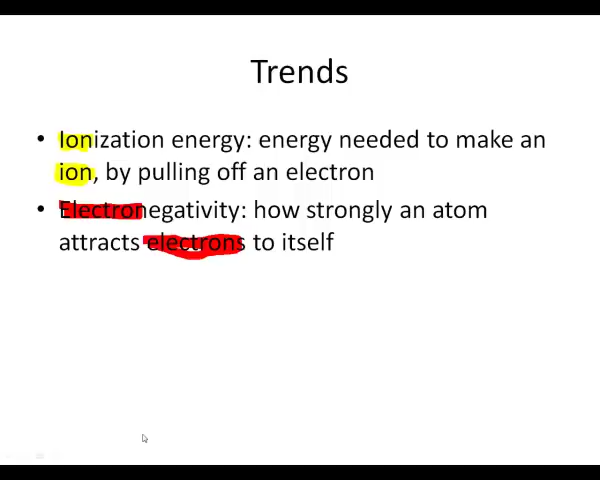 Trends
• Ionization energy: energy needed to make an
ion, by pulling off an electron
• Electronegativity: how strongly an atom
attracts electrons to itself